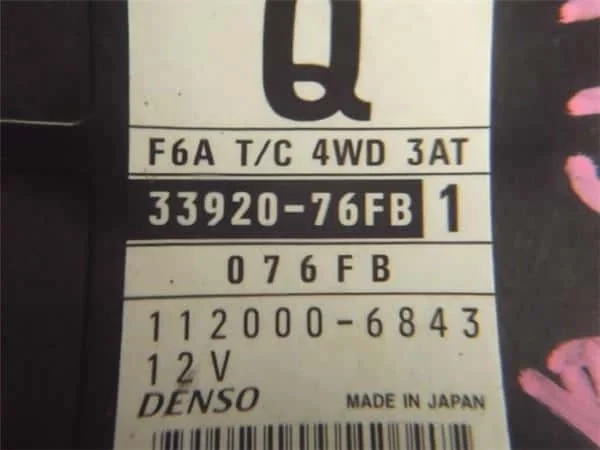 Q
F6A T/C 4WD 3AT
33920-76FB 1
076FB
112000-6843
12V
DENSO MADE IN JAPAN